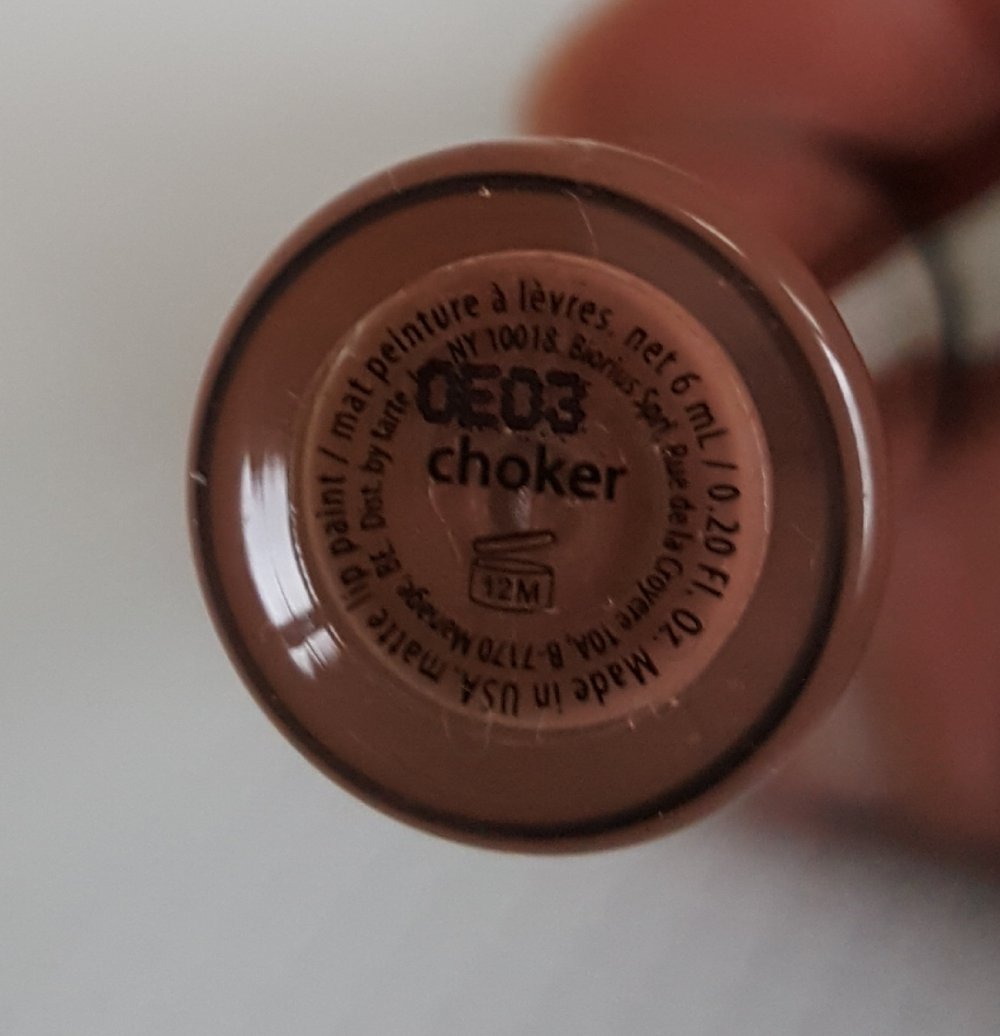 matte lip paint / mat peinture à lèvres. net 6 mL / 0.20 Fl. Oz. Made in USA.
Dist. by tarte NY 10018. Biorius Sprl. Rue de la Croyere 10A, B-7170 Manage, BE.
0E03
choker
12M